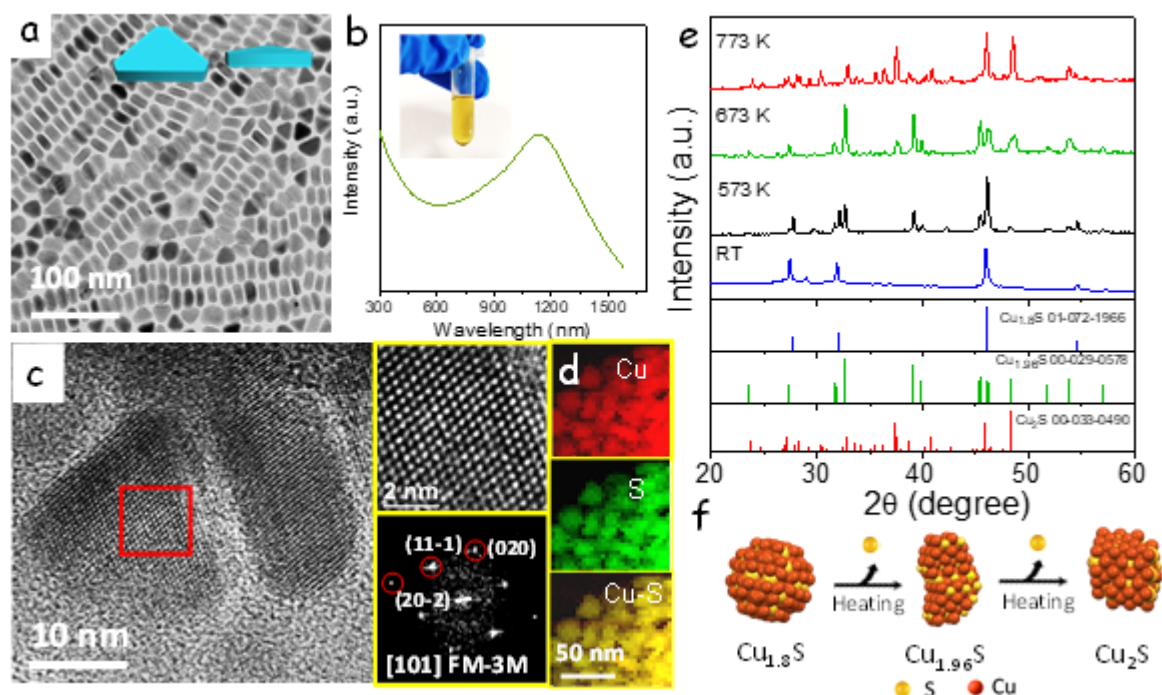 a
100 nm
b
Intensity (a.u.)
300 600 900 1200 1500
Wavelength (nm)
c
10 nm
2 nm
(11-1)
(020)
(20-2)
[101] FM-3M
d
Cu
S
Cu-S
50 nm
e
Intensity (a.u.)
773 K
673 K
573 K
RT
Cu1.8S 01-072-1966
Cu1.96S 00-029-0578
Cu2S 00-033-0490
20 30 40 50 60
2θ (degree)
f
Heating
Heating
Cu1.8S
Cu1.96S
Cu2S
S
Cu